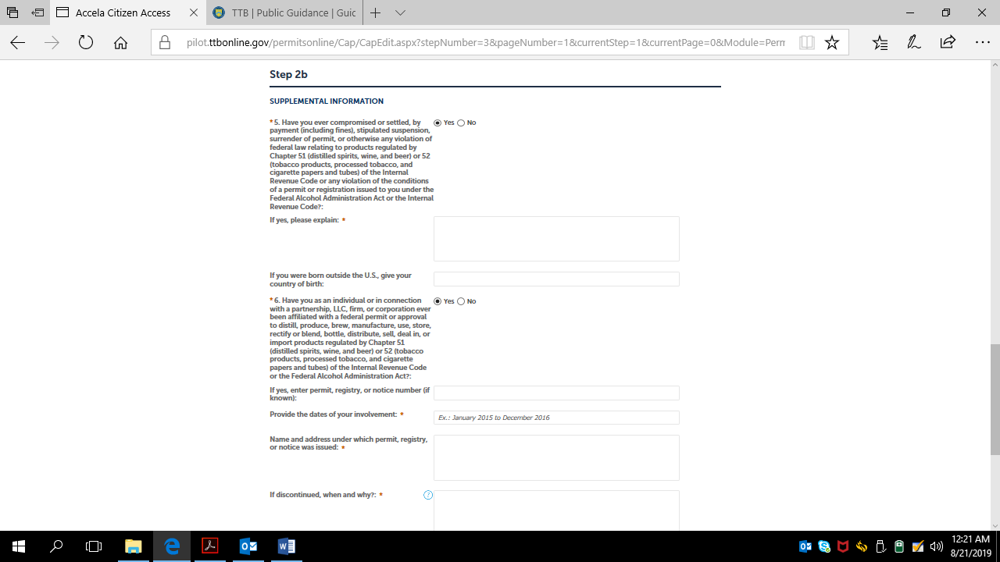 Accela Citizen Access
TTB | Public Guidance | Guic
pilot.ttbonline.gov/permitsonline/Cap/CapEdit.aspx?stepNumber=3&pageNumber=1&currentStep=1&currentPage=0&Module=Perm
Step 2b
SUPPLEMENTAL INFORMATION
* 5. Have you ever compromised or settled, by
payment (including fines), stipulated suspension,
surrender of permit, or otherwise any violation of
federal law relating to products regulated by
Chapter 51 (distilled spirits, wine, and beer) or 52
(tobacco products, processed tobacco, and
cigarette papers and tubes) of the Internal
Revenue Code or any violation of the conditions
of a permit or registration issued to you under the
Federal Alcohol Administration Act or the Internal
Revenue Code?:
Yes No
If yes, please explain: *
If you were born outside the U.S., give your
country of birth:
* 6. Have you as an individual or in connection
with a partnership, LLC, firm, or corporation ever
been affiliated with a federal permit or approval
to distill, produce, brew, manufacture, use, store,
rectify or blend, bottle, distribute, sell, deal in, or
import products regulated by Chapter 51
(distilled spirits, wine, and beer) or 52 (tobacco
products, processed tobacco, and cigarette
papers and tubes) of the Internal Revenue Code
or the Federal Alcohol Administration Act?:
Yes No
If yes, enter permit, registry, or notice number (if
known):
Provide the dates of your involvement: *
Ex.: January 2015 to December 2016
Name and address under which permit, registry,
or notice was issued: *
If discontinued, when and why?: *
?
12:21 AM
8/21/2019